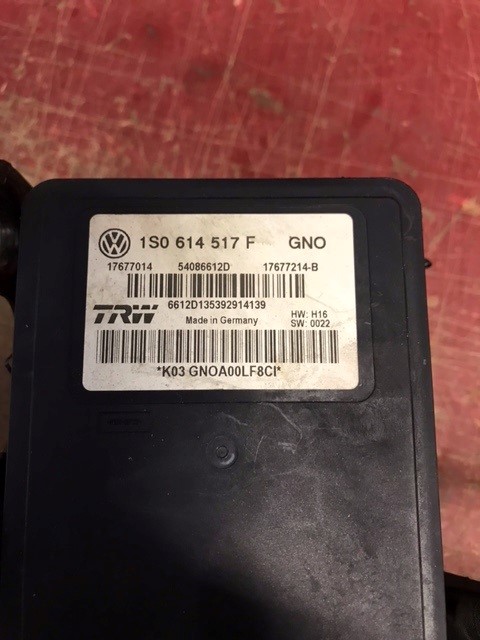 1S0 614 517 F GNO
17677014 54086612D 17677214-B
6612D135392914139
TRW Made in Germany HW: H16
SW: 0022
*K03 GNOA00LF8CI*